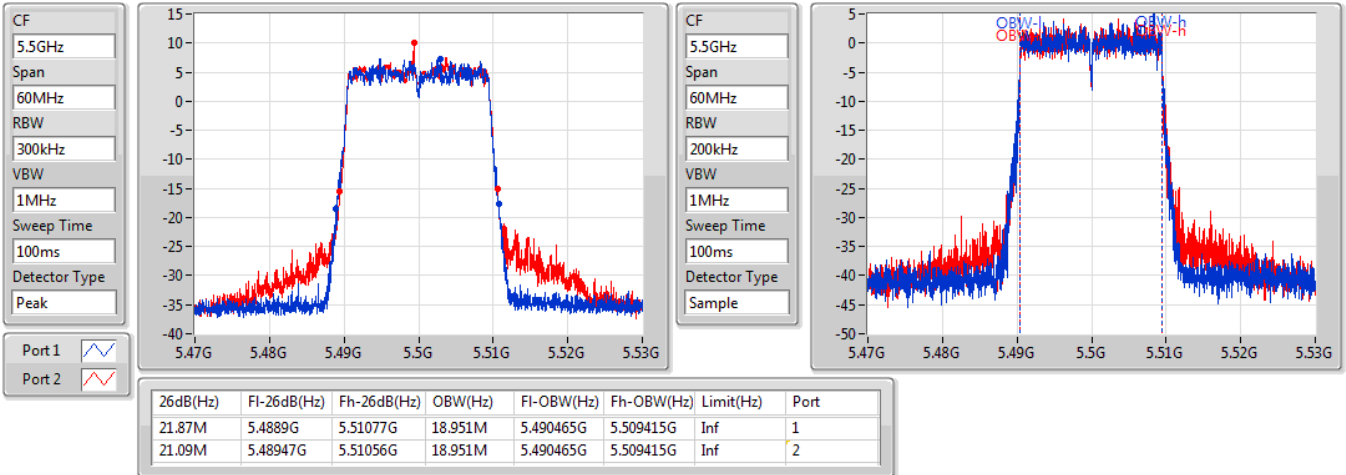 CF
5.5GHz
Span
60MHz
RBW
300kHz
VBW
1MHz
Sweep Time
100ms
Detector Type
Peak
Port 1
Port 2
15
10
5
0
-5
-10
-15
-20
-25
-30
-35
-40
5.47G 5.48G 5.49G 5.5G 5.51G 5.52G 5.53G
CF
5.5GHz
Span
60MHz
RBW
200kHz
VBW
1MHz
Sweep Time
100ms
Detector Type
Sample
OBW-l OBW-h
5
0
-5
-10
-15
-20
-25
-30
-35
-40
-45
-50
5.47G 5.48G 5.49G 5.5G 5.51G 5.52G 5.53G
26dB(Hz) Fl-26dB(Hz) Fh-26dB(Hz) OBW(Hz) Fl-OBW(Hz) Fh-OBW(Hz) Limit(Hz) Port
21.87M 5.4889G 5.51077G 18.951M 5.490465G 5.509415G Inf 1
21.09M 5.48947G 5.51056G 18.951M 5.490465G 5.509415G Inf 2